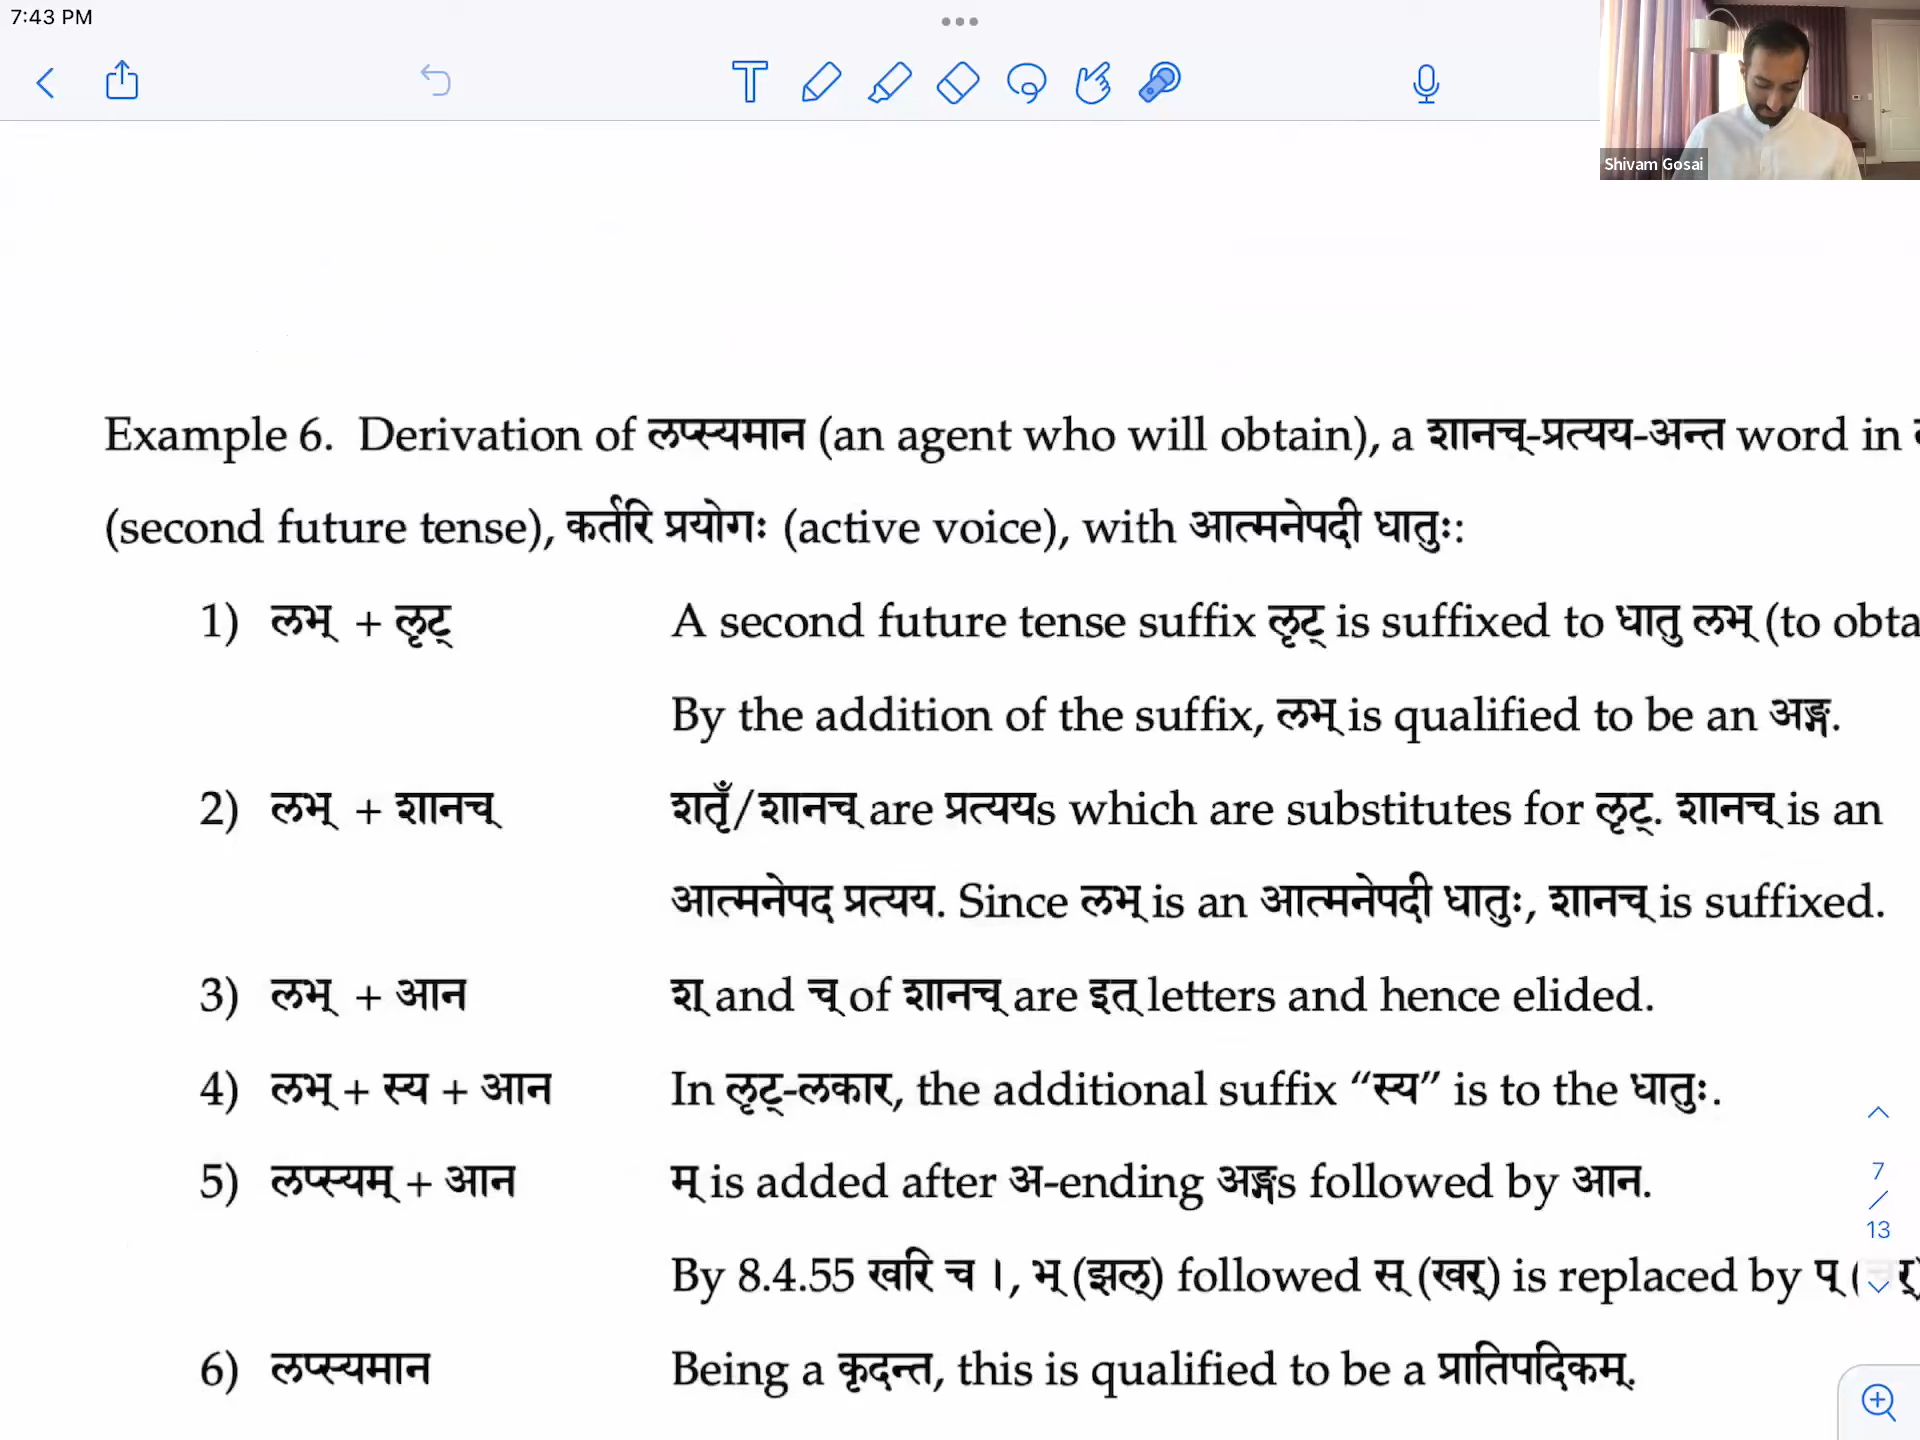 7:43 PM
Shivam Gosai
Example 6. Derivation of लप्स्यमान (an agent who will obtain), a शानच्-प्रत्यय-अन्त word in
(second future tense), कर्तरि प्रयोगः (active voice), with आत्मनेपदी धातुः:
1) लभ् + लृट् A second future tense suffix लृट् is suffixed to धातु लभ् (to obta
By the addition of the suffix, लभ् is qualified to be an अङ्ग.
2) लभ् + शानच् शतृँ/शानच् are प्रत्ययs which are substitutes for लृट्. शानच् is an
आत्मनेपद प्रत्यय. Since लभ् is an आत्मनेपदी धातुः, शानच् is suffixed.
3) लभ् + आन श् and च् of शानच् are इत् letters and hence elided.
4) लभ् + स्य + आन In लृट्-लकार, the additional suffix “स्य” is to the धातुः.
5) लप्स्यम् + आन म् is added after अ-ending अङ्गs followed by आन.
By 8.4.55 खरि च ।, भ् (झल्) followed स् (खर्) is replaced by प्
6) लप्स्यमान Being a कृदन्त, this is qualified to be a प्रातिपदिकम्.
7
/
13